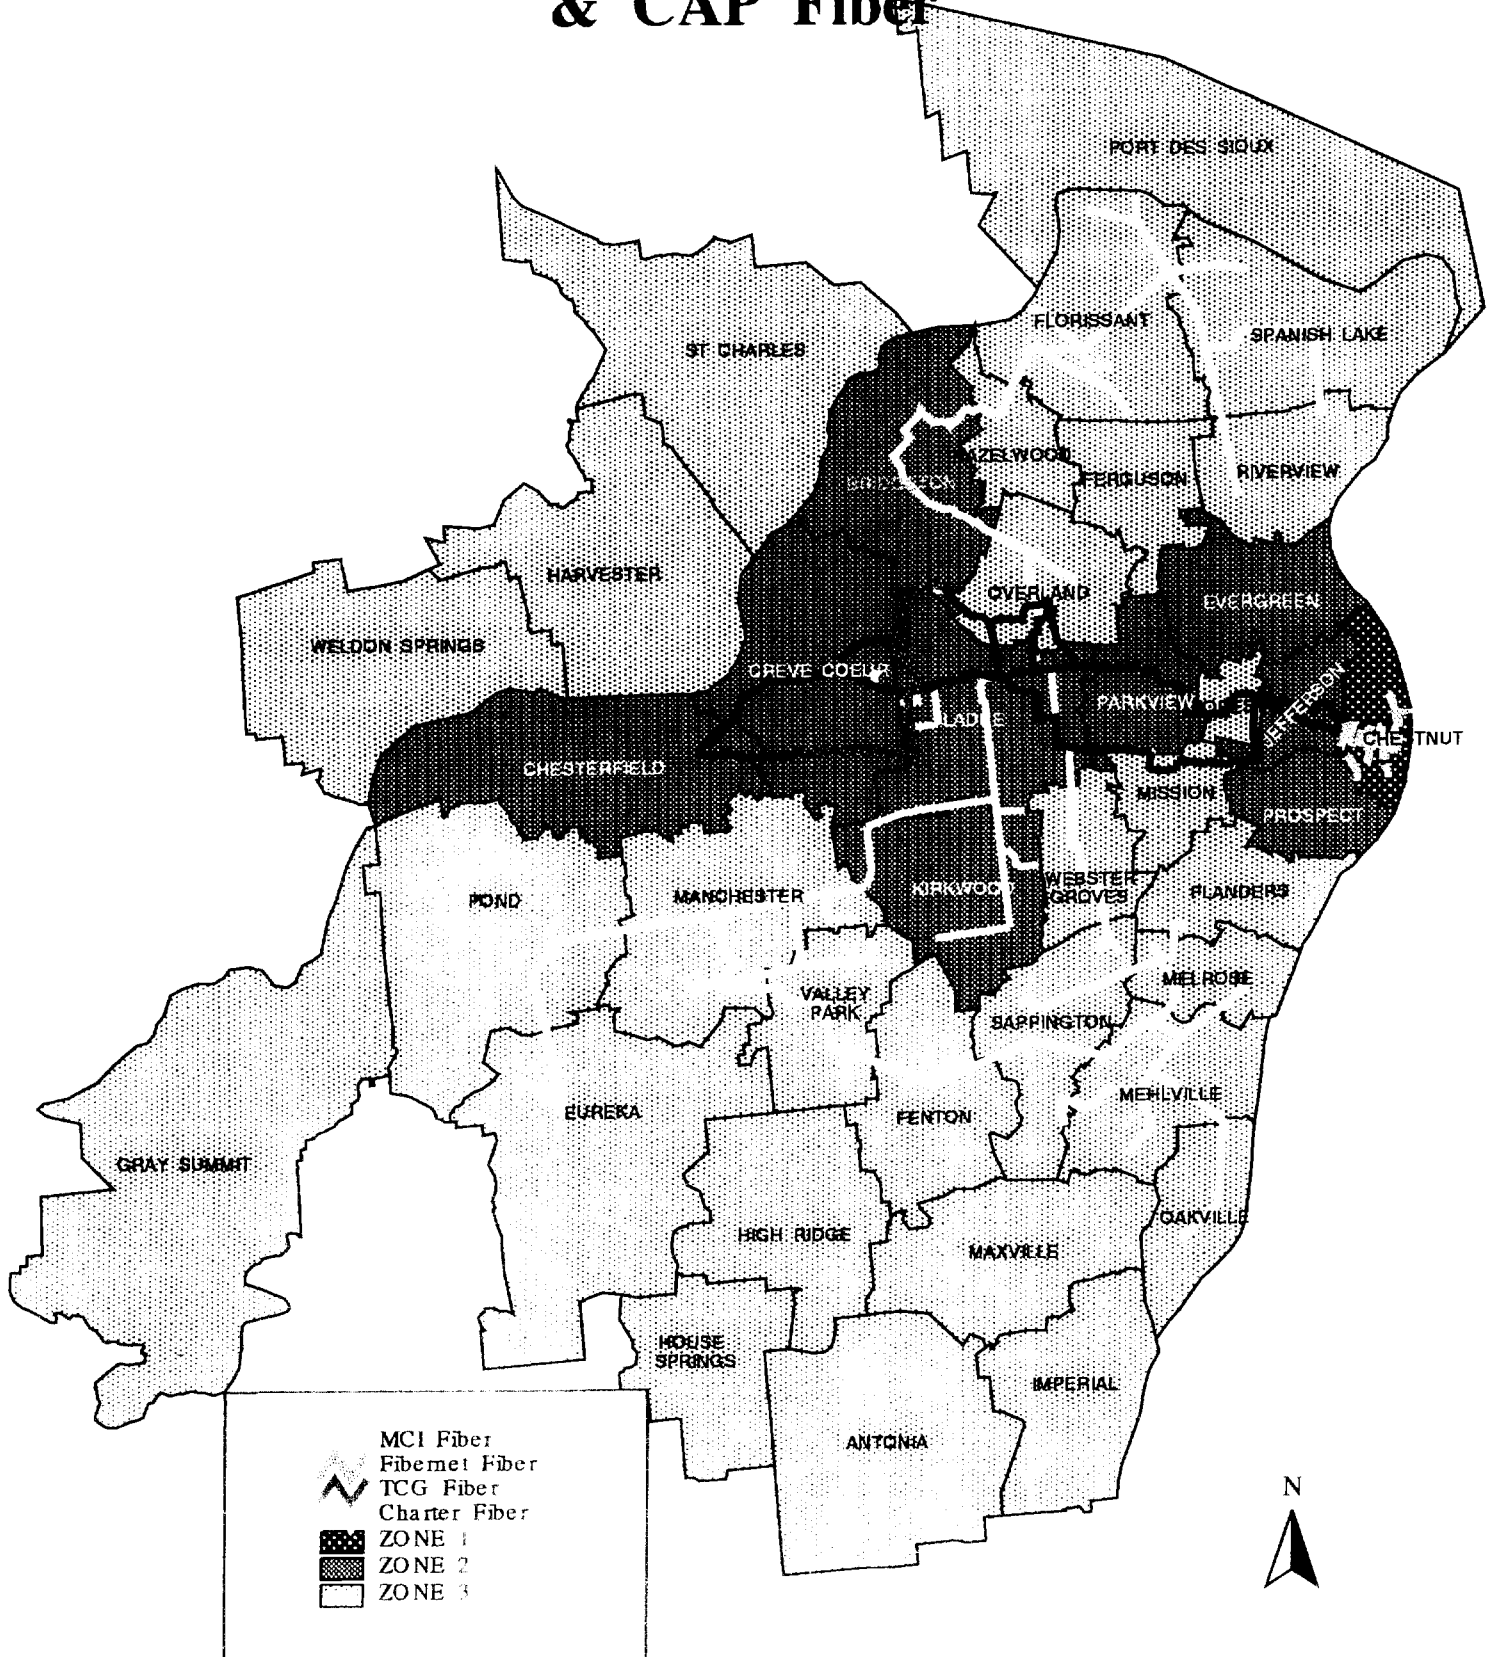 & CAP Fiber
PORT DES SIOUX
FLORISSANT
SPANISH LAKE
ST CHARLES
HAZELWOOD
FERGUSON
RIVERVIEW
HARVESTER
OVERLAND
EVERGREEN
WELDON SPRINGS
CREVE COEUR
LADUE
PARKVIEW
JEFFERSON
CHESTNUT
CHESTERFIELD
MISSION
PROSPECT
POND
MANCHESTER
KIRKWOOD
WEBSTER
GROVES
FLANDERS
MELROSE
VALLEY
PARK
SAPPINGTON
MEHLVILLE
EUREKA
FENTON
GRAY SUMMIT
HIGH RIDGE
OAKVILLE
MAXVILLE
HOUSE
SPRINGS
IMPERIAL
ANTONIA
MCI Fiber
Fibernet Fiber
TCG Fiber
Charter Fiber
ZONE 1
ZONE 2
ZONE 3
N